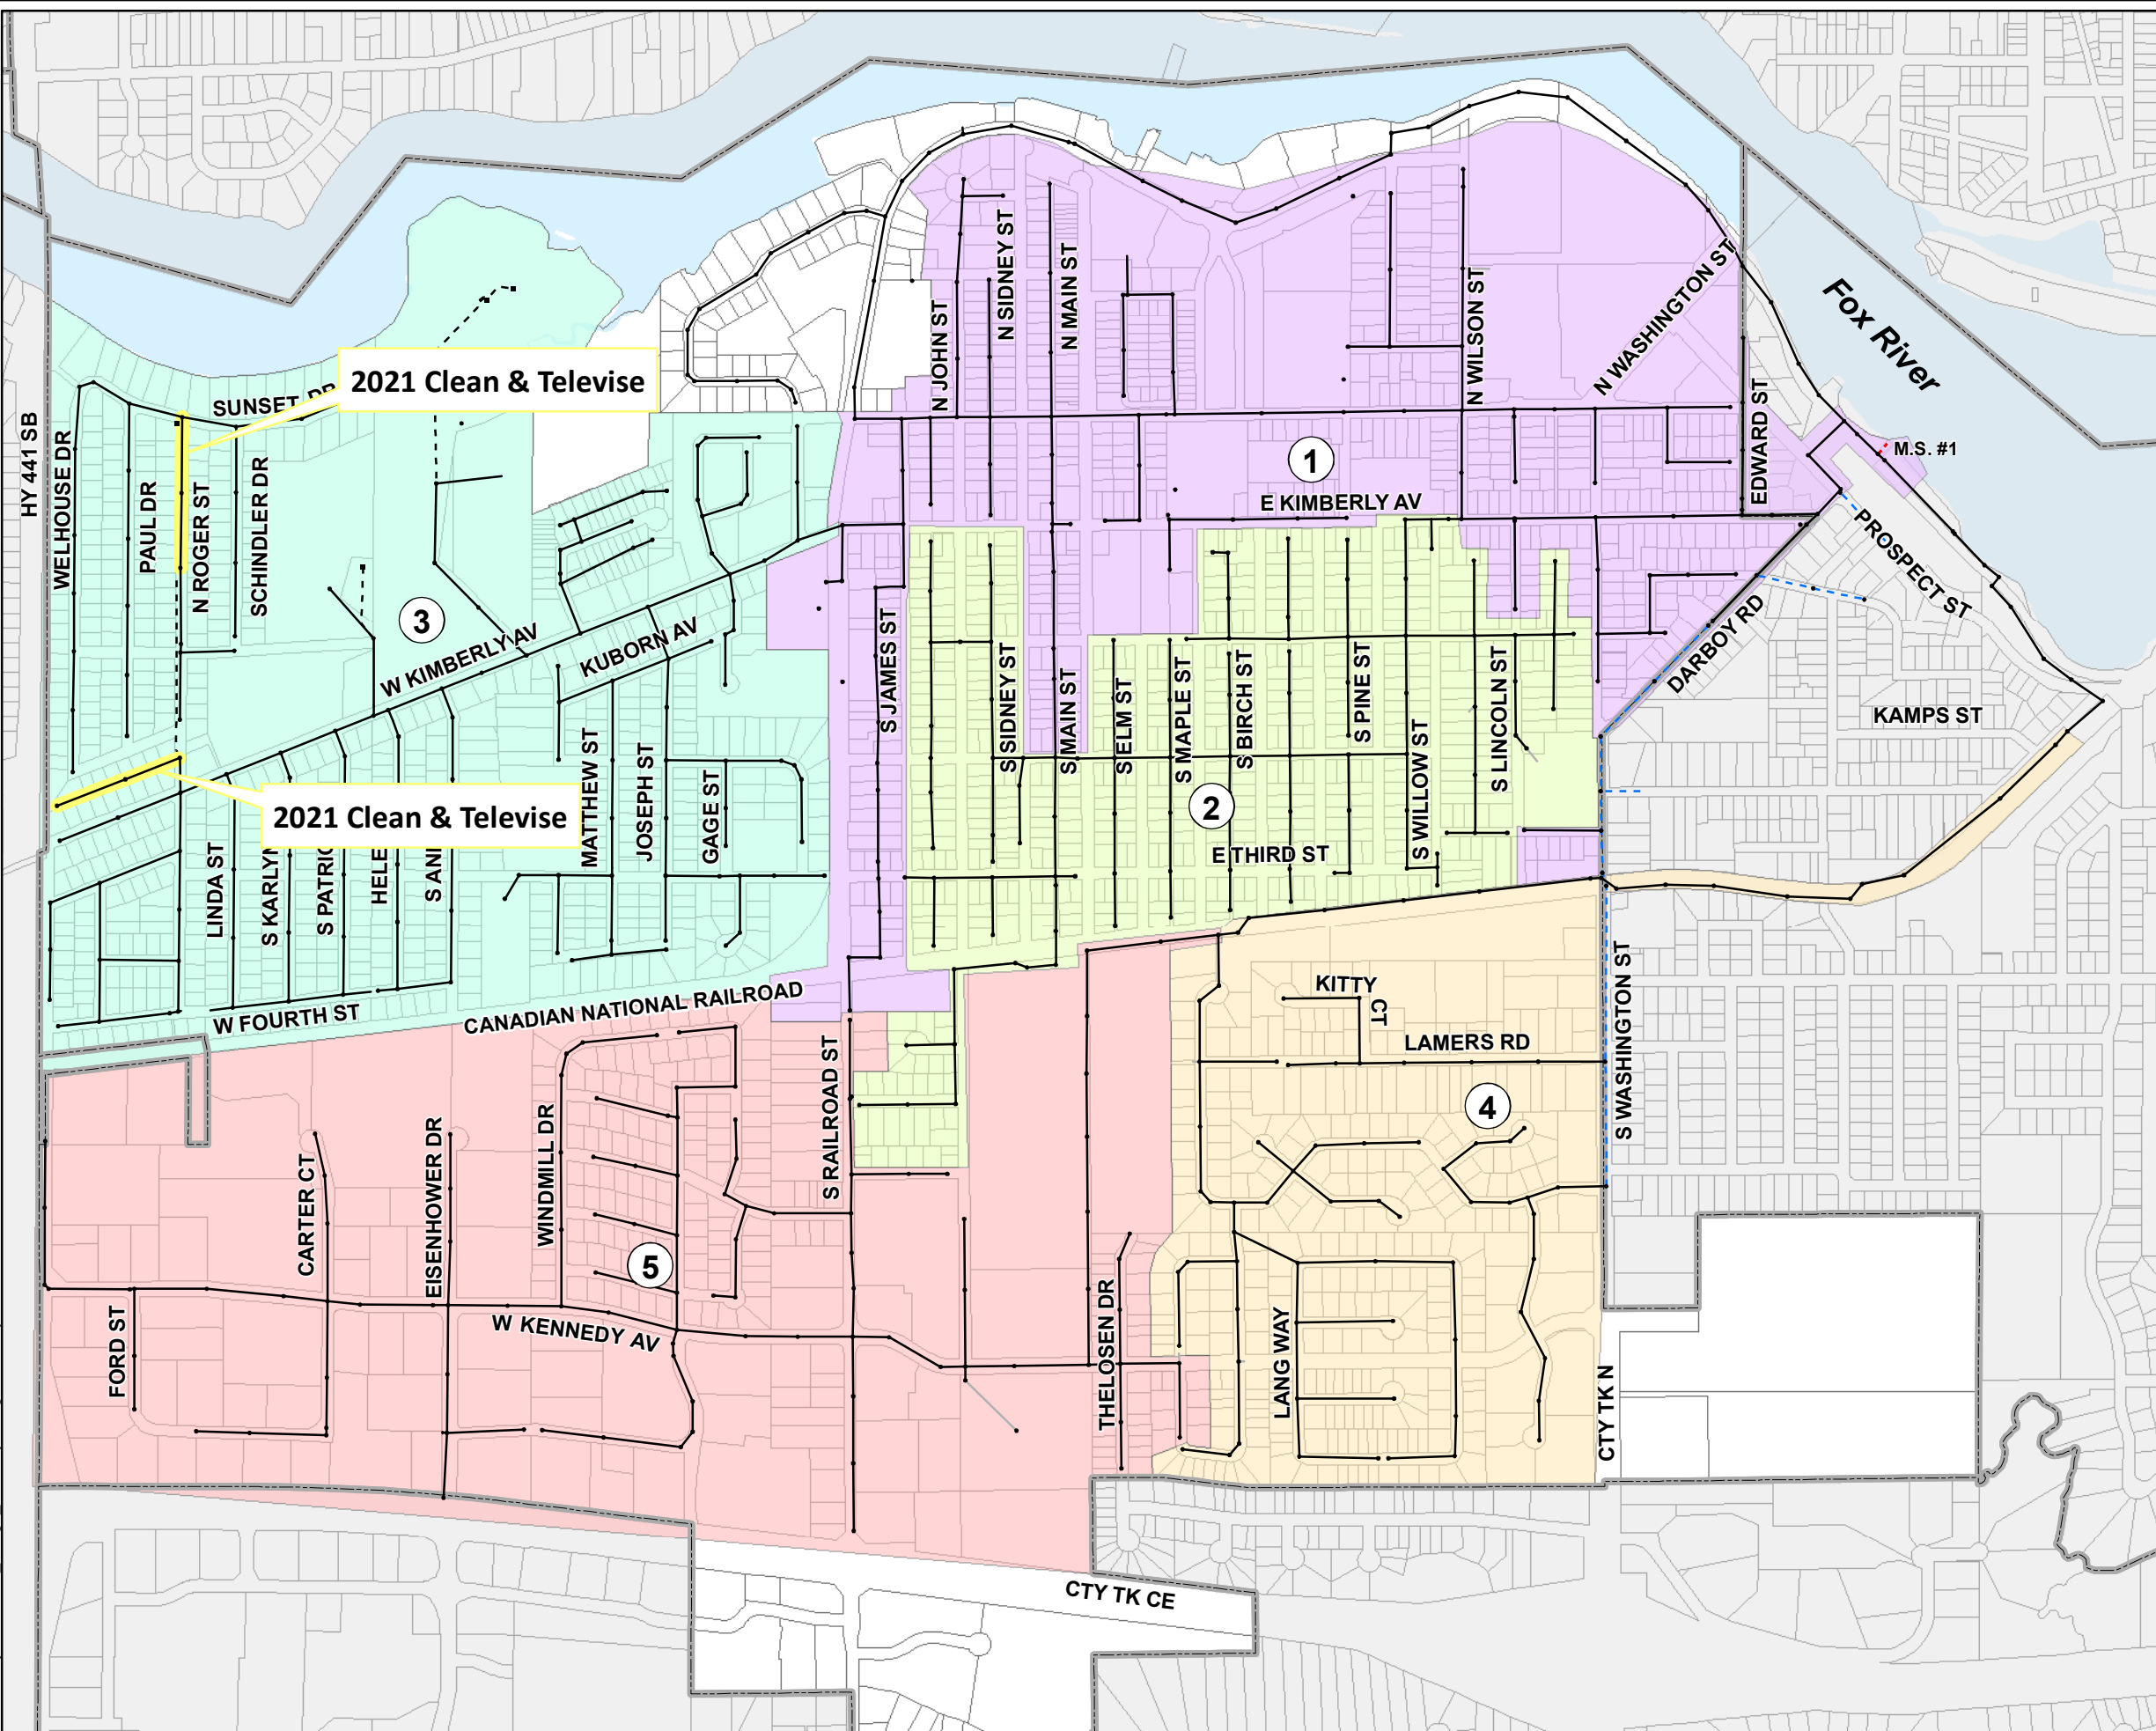 Fox River
N SIDNEY ST
N MAIN ST
N JOHN ST
N WILSON ST
N WASHINGTON ST
2021 Clean & Televise
SUNSET DR
HY 441 SB
WELHOUSE DR
PAUL DR
N ROGER ST
SCHINDLER DR
EDWARD ST
M.S. #1
1
E KIMBERLY AV
PROSPECT ST
3
W KIMBERLY AV
KUBORN AV
DARBOY RD
KAMPS ST
S JAMES ST
S SIDNEY ST
S MAIN ST
S ELM ST
S MAPLE ST
S BIRCH ST
S PINE ST
S WILLOW ST
S LINCOLN ST
2021 Clean & Televise
MATTHEW ST
JOSEPH ST
GAGE ST
2
E THIRD ST
LINDA ST
S KARLYN
S PATRIC
HELE
S AN
W FOURTH ST
CANADIAN NATIONAL RAILROAD
KITTY
CT
LAMERS RD
S WASHINGTON ST
4
S RAILROAD ST
WINDMILL DR
EISENHOWER DR
CARTER CT
5
FORD ST
W KENNEDY AV
THELOSEN DR
LANG WAY
CTY TK N
CTY TK CE